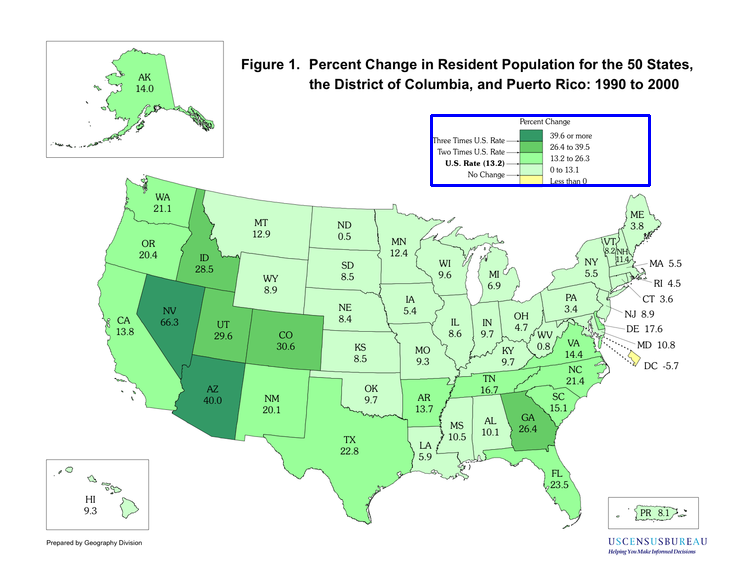 Figure 1. Percent Change in Resident Population for the 50 States,
the District of Columbia, and Puerto Rico: 1990 to 2000
AK
14.0
Percent Change
39.6 or more
Three Times U.S. Rate
26.4 to 39.5
Two Times U.S. Rate
13.2 to 26.3
U.S. Rate (13.2)
0 to 13.1
No Change
Less than 0
WA
21.1
OR
20.4
CA
13.8
NV
66.3
ID
28.5
MT
12.9
WY
8.9
UT
29.6
CO
30.6
AZ
40.0
NM
20.1
ND
0.5
SD
8.5
NE
8.4
KS
8.5
OK
9.7
TX
22.8
MN
12.4
IA
5.4
MO
9.3
AR
13.7
LA
5.9
WI
9.6
IL
8.6
MI
6.9
IN
9.7
OH
4.7
KY
9.7
TN
16.7
MS
10.5
AL
10.1
GA
26.4
FL
23.5
SC
15.1
NC
21.4
VA
14.4
WV
0.8
PA
3.4
NY
5.5
VT
8.2
NH
11.4
ME
3.8
MA 5.5
RI 4.5
CT 3.6
NJ 8.9
DE 17.6
MD 10.8
DC -5.7
HI
9.3
PR 8.1
Prepared by Geography Division
USCENSUSBUREAU
Helping You Make Informed Decisions